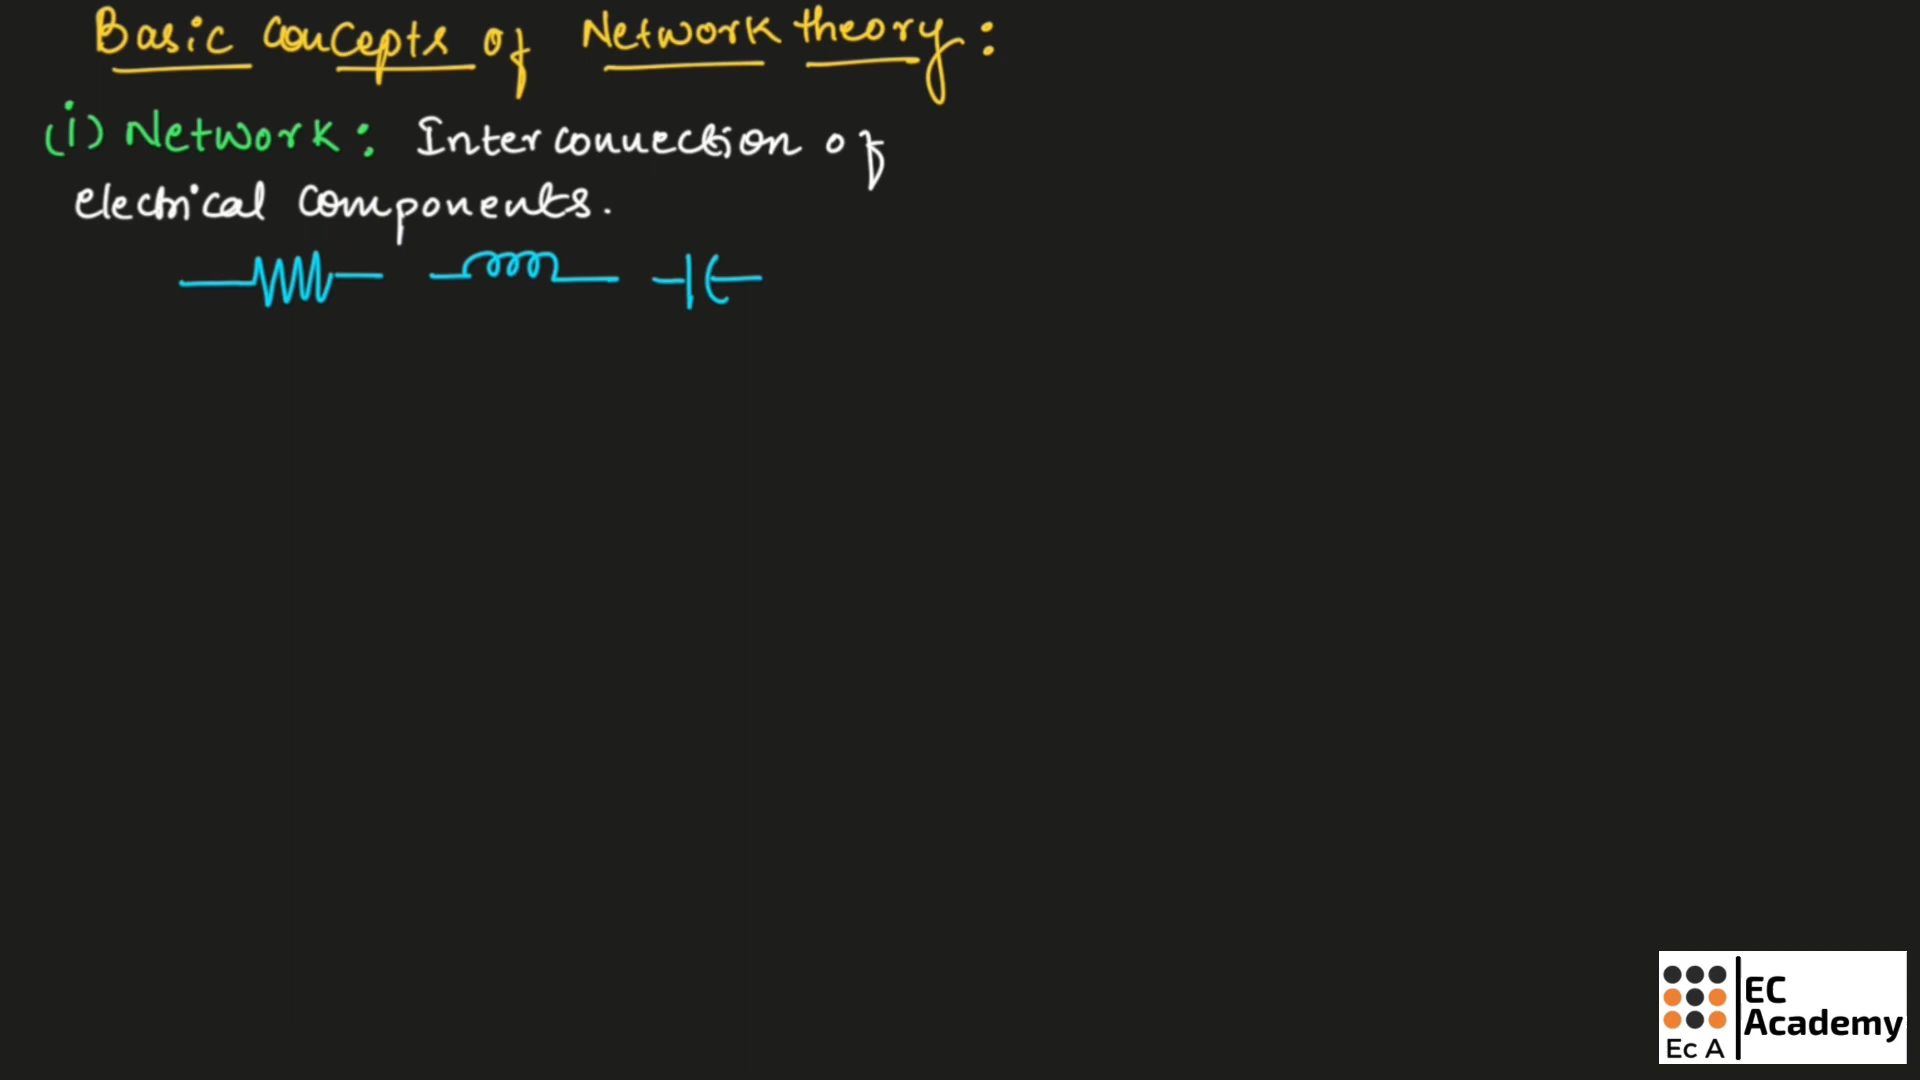 Basic concepts of Network theory:
(i) Network: Interconnection of
electrical components.
EC
Academy
Ec A